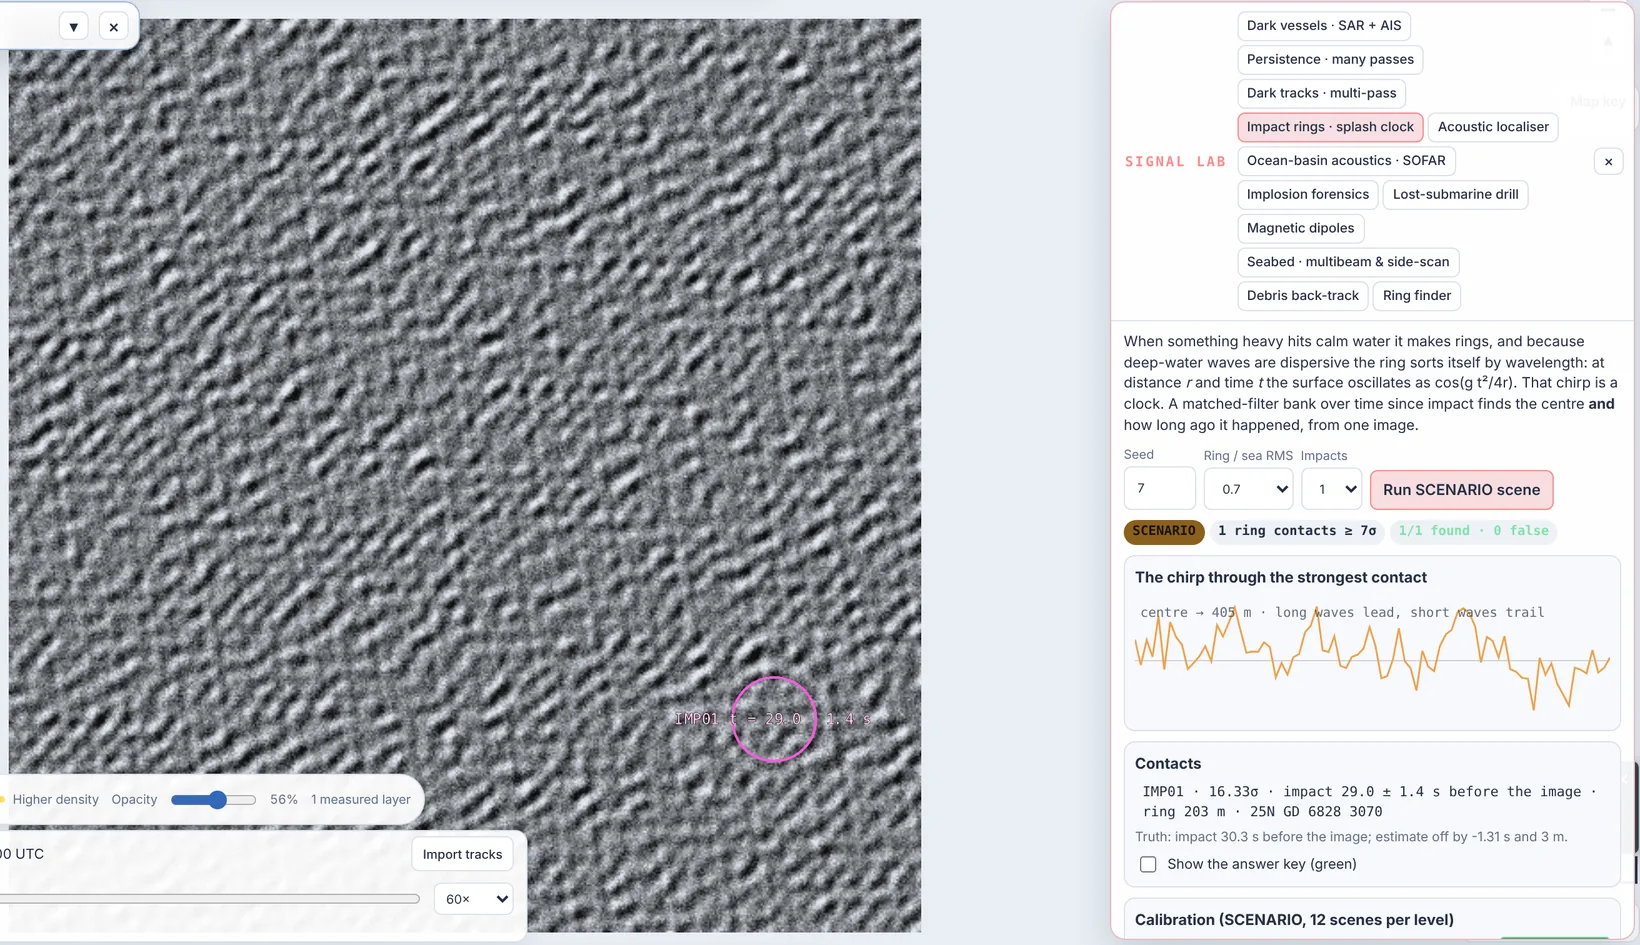 ▼ ×
Dark vessels · SAR + AIS
Persistence · many passes
Dark tracks · multi-pass
Map key
Impact rings · splash clock Acoustic localiser
SIGNAL LAB Ocean-basin acoustics · SOFAR ×
Implosion forensics Lost-submarine drill
Magnetic dipoles
Seabed · multibeam & side-scan
Debris back-track Ring finder
When something heavy hits calm water it makes rings, and because
deep-water waves are dispersive the ring sorts itself by wavelength: at
distance r and time t the surface oscillates as cos(g t²/4r). That chirp is a
clock. A matched-filter bank over time since impact finds the centre and
how long ago it happened, from one image.
Seed Ring / sea RMS Impacts
7 0.7 1 Run SCENARIO scene
SCENARIO 1 ring contacts ≥ 7σ 1/1 found · 0 false
The chirp through the strongest contact
centre → 405 m · long waves lead, short waves trail
IMP01 t = 29.0 1.4 s
Contacts
IMP01 · 16.33σ · impact 29.0 ± 1.4 s before the image ·
ring 203 m · 25N GD 6828 3070
Truth: impact 30.3 s before the image; estimate off by -1.31 s and 3 m.
Show the answer key (green)
Calibration (SCENARIO, 12 scenes per level)
Higher density Opacity 56% 1 measured layer
00 UTC Import tracks
60×